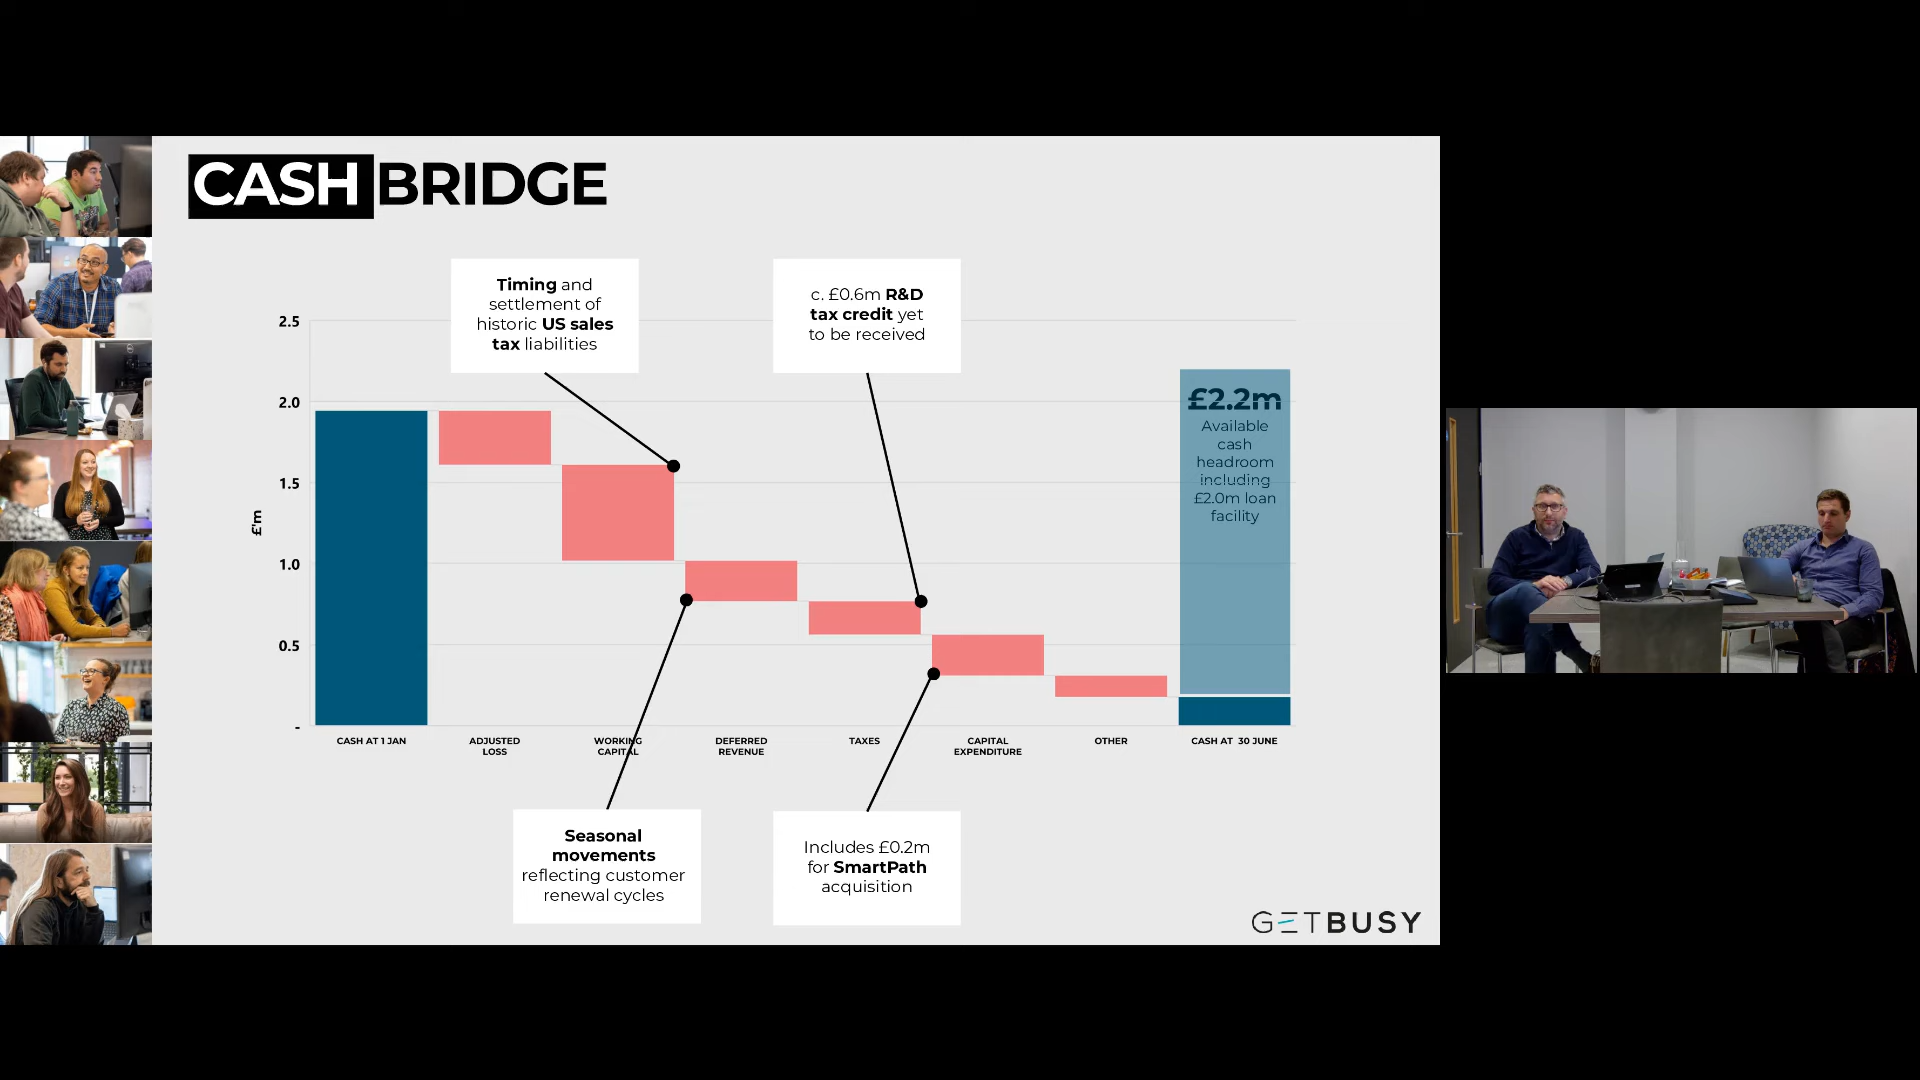 CASH BRIDGE
Timing and
settlement of
historic US sales
tax liabilities
c. £0.6m R&D
tax credit yet
to be received
2.5
2.0
1.5
1.0
0.5
-
£'m
£2.2m
Available
cash
headroom
including
£2.0m loan
facility
CASH AT 1 JAN
ADJUSTED
LOSS
WORKING
CAPITAL
DEFERRED
REVENUE
TAXES
CAPITAL
EXPENDITURE
OTHER
CASH AT 30 JUNE
Seasonal
movements
reflecting customer
renewal cycles
Includes £0.2m
for SmartPath
acquisition
GETBUSY